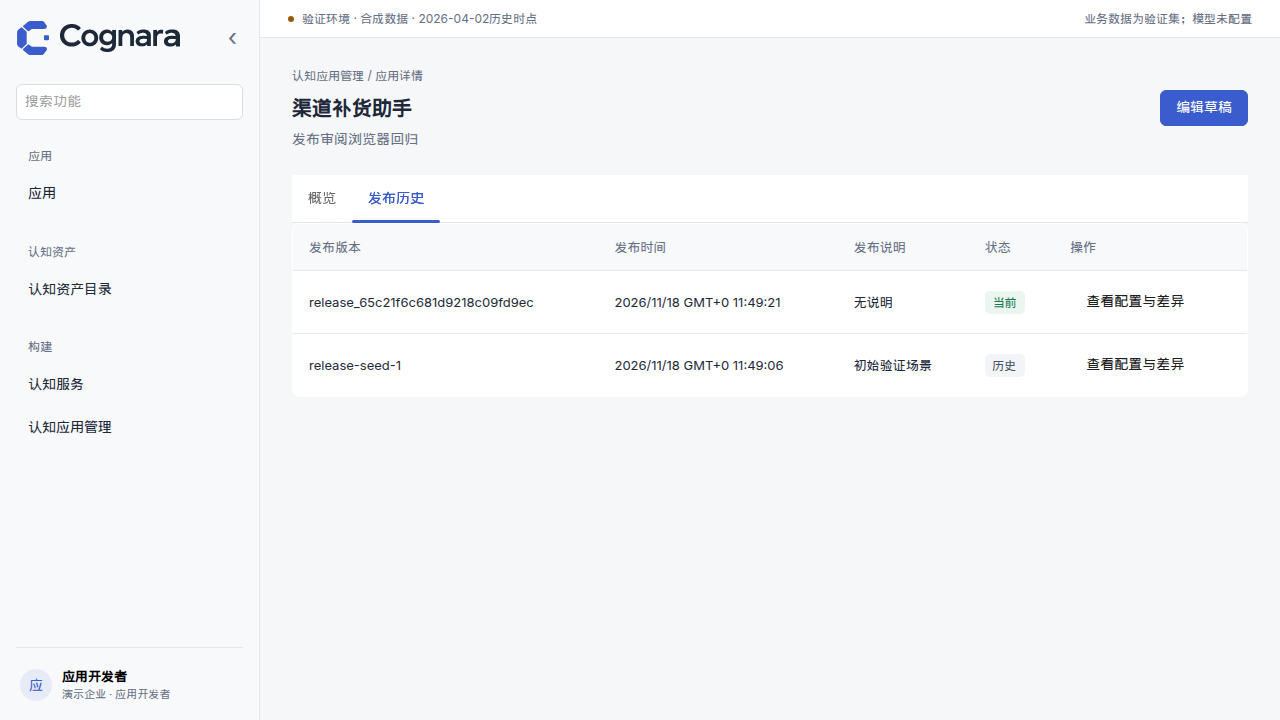 Cognara
搜索功能
应用
应用
认知资产
认知资产目录
构建
认知服务
认知应用管理
应
应用开发者
演示企业 · 应用开发者
验证环境 · 合成数据 · 2026-04-02历史时点
业务数据为验证集；模型未配置
认知应用管理 / 应用详情
渠道补货助手
编辑草稿
发布审阅浏览器回归
概览 发布历史
发布版本 发布时间 发布说明 状态 操作
release_65c21f6c681d9218c09fd9ec 2026/11/18 GMT+0 11:49:21 无说明 当前 查看配置与差异
release-seed-1 2026/11/18 GMT+0 11:49:06 初始验证场景 历史 查看配置与差异